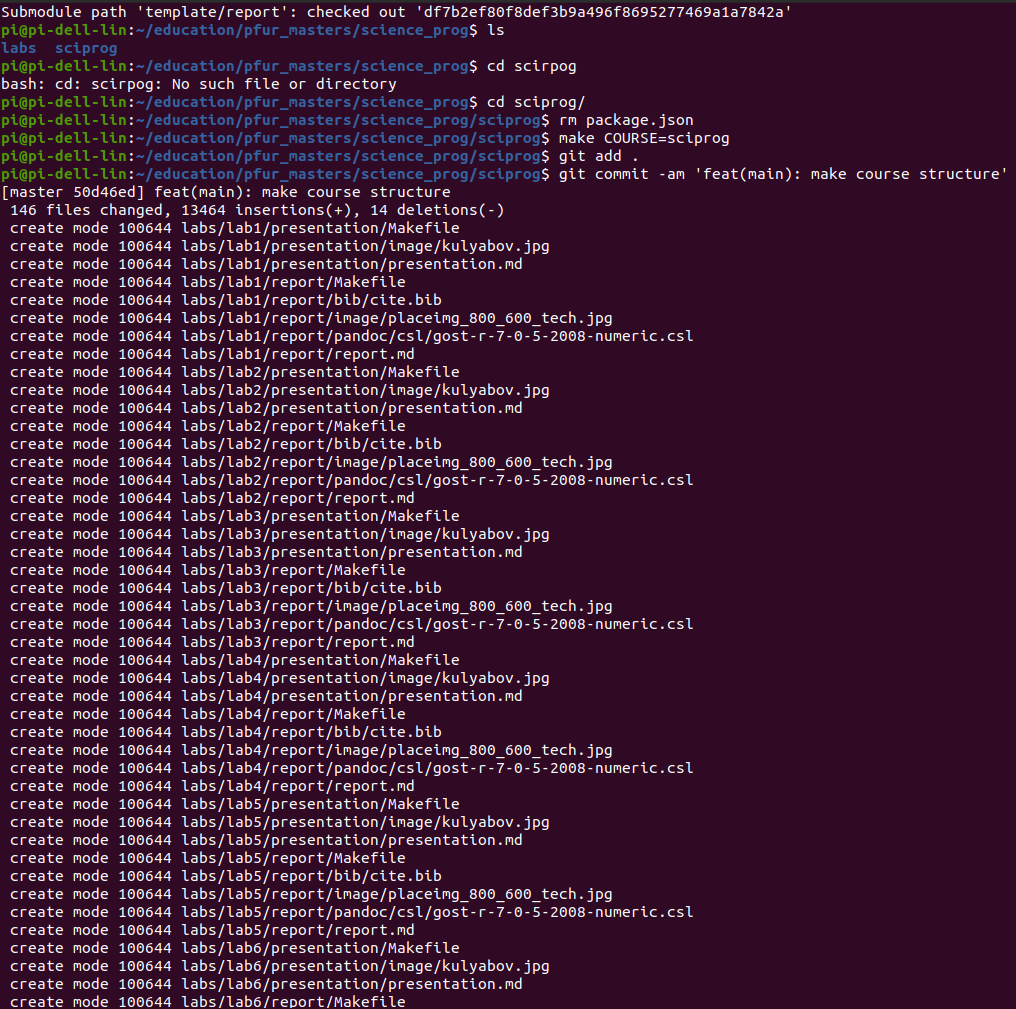 Submodule path 'template/report': checked out 'df7b2ef80f8def3b9a496f8695277469a1a7842a'
pi@pi-dell-lin:~/education/pfur_masters/science_prog$ ls
labs  sciprog
pi@pi-dell-lin:~/education/pfur_masters/science_prog$ cd scirpog
bash: cd: scirpog: No such file or directory
pi@pi-dell-lin:~/education/pfur_masters/science_prog$ cd sciprog/
pi@pi-dell-lin:~/education/pfur_masters/science_prog/sciprog$ rm package.json
pi@pi-dell-lin:~/education/pfur_masters/science_prog/sciprog$ make COURSE=sciprog
pi@pi-dell-lin:~/education/pfur_masters/science_prog/sciprog$ git add .
pi@pi-dell-lin:~/education/pfur_masters/science_prog/sciprog$ git commit -am 'feat(main): make course structure'
[master 50d46ed] feat(main): make course structure
 146 files changed, 13464 insertions(+), 14 deletions(-)
 create mode 100644 labs/lab1/presentation/Makefile
 create mode 100644 labs/lab1/presentation/image/kulyabov.jpg
 create mode 100644 labs/lab1/presentation/presentation.md
 create mode 100644 labs/lab1/report/Makefile
 create mode 100644 labs/lab1/report/bib/cite.bib
 create mode 100644 labs/lab1/report/image/placeimg_800_600_tech.jpg
 create mode 100644 labs/lab1/report/pandoc/csl/gost-r-7-0-5-2008-numeric.csl
 create mode 100644 labs/lab1/report/report.md
 create mode 100644 labs/lab2/presentation/Makefile
 create mode 100644 labs/lab2/presentation/image/kulyabov.jpg
 create mode 100644 labs/lab2/presentation/presentation.md
 create mode 100644 labs/lab2/report/Makefile
 create mode 100644 labs/lab2/report/bib/cite.bib
 create mode 100644 labs/lab2/report/image/placeimg_800_600_tech.jpg
 create mode 100644 labs/lab2/report/pandoc/csl/gost-r-7-0-5-2008-numeric.csl
 create mode 100644 labs/lab2/report/report.md
 create mode 100644 labs/lab3/presentation/Makefile
 create mode 100644 labs/lab3/presentation/image/kulyabov.jpg
 create mode 100644 labs/lab3/presentation/presentation.md
 create mode 100644 labs/lab3/report/Makefile
 create mode 100644 labs/lab3/report/bib/cite.bib
 create mode 100644 labs/lab3/report/image/placeimg_800_600_tech.jpg
 create mode 100644 labs/lab3/report/pandoc/csl/gost-r-7-0-5-2008-numeric.csl
 create mode 100644 labs/lab3/report/report.md
 create mode 100644 labs/lab4/presentation/Makefile
 create mode 100644 labs/lab4/presentation/image/kulyabov.jpg
 create mode 100644 labs/lab4/presentation/presentation.md
 create mode 100644 labs/lab4/report/Makefile
 create mode 100644 labs/lab4/report/bib/cite.bib
 create mode 100644 labs/lab4/report/image/placeimg_800_600_tech.jpg
 create mode 100644 labs/lab4/report/pandoc/csl/gost-r-7-0-5-2008-numeric.csl
 create mode 100644 labs/lab4/report/report.md
 create mode 100644 labs/lab5/presentation/Makefile
 create mode 100644 labs/lab5/presentation/image/kulyabov.jpg
 create mode 100644 labs/lab5/presentation/presentation.md
 create mode 100644 labs/lab5/report/Makefile
 create mode 100644 labs/lab5/report/bib/cite.bib
 create mode 100644 labs/lab5/report/image/placeimg_800_600_tech.jpg
 create mode 100644 labs/lab5/report/pandoc/csl/gost-r-7-0-5-2008-numeric.csl
 create mode 100644 labs/lab5/report/report.md
 create mode 100644 labs/lab6/presentation/Makefile
 create mode 100644 labs/lab6/presentation/image/kulyabov.jpg
 create mode 100644 labs/lab6/presentation/presentation.md
 create mode 100644 labs/lab6/report/Makefile